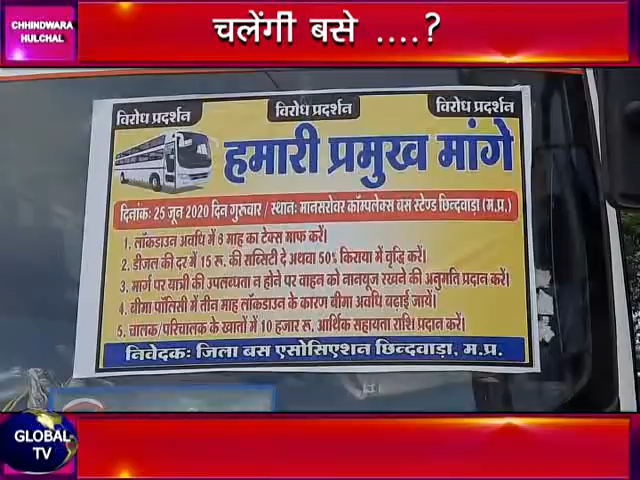 CHHINDWARA
HULCHAL
चलेंगी बसे ....?
विरोध प्रदर्शन विरोध प्रदर्शन विरोध प्रदर्शन
हमारी प्रमुख मांगे
दिनांक: 25 जून 2020 दिन गुरूवार / स्थान: मानसरोवर कॉम्पलेक्स बस स्टेण्ड छिन्दवाड़ा (म.प्र.)
1. लॉकडाउन अवधि में 6 माह का टेक्स माफ करें।
2. डीजल की दर में 15 रू. की सब्सिटी दे अथवा 50% किराया में वृद्धि करें।
3. मार्ग पर यात्री की उपलब्धता न होने पर वाहन को नानयूज रखने की अनुमति प्रदान करें।
4. बीमा पॉलिसी में तीन माह लॉकडाउन के कारण बीमा अवधि बढ़ाई जायें।
5. चालक/परिचालक के खातों में 10 हजार रू. आर्थिक सहायता राशि प्रदान करें।
निवेदक: जिला बस एसोसिएशन छिन्दवाड़ा, म.प्र.
GLOBAL
TV